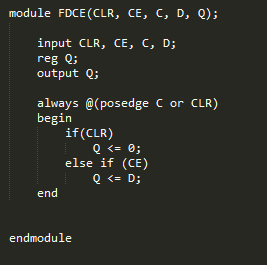 module FDCE(CLR, CE, C, D, Q);
input CLR, CE, C, D;
reg Q;
output Q;
always @(posedge C or CLR)
begin
if(CLR)
Q <= 0;
else if (CE)
Q <= D;
end
endmodule